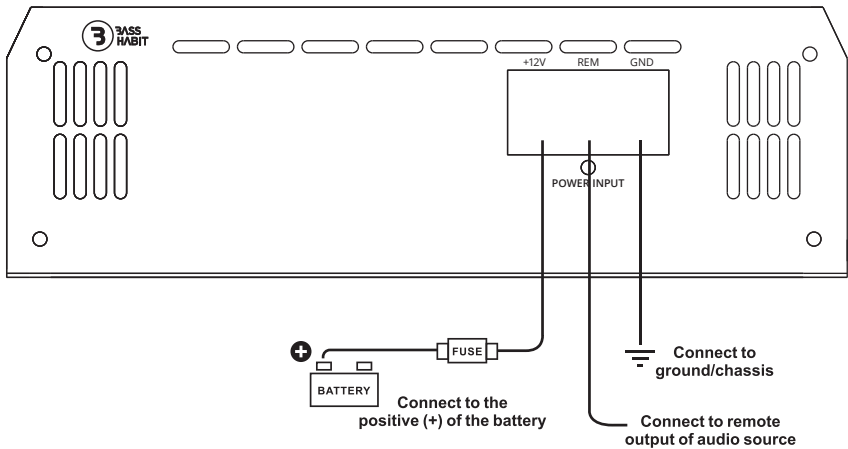 BASS
HABIT
+12V REM GND
POWER INPUT
FUSE
BATTERY
Connect to
ground/chassis
Connect to the
positive (+) of the battery
Connect to remote
output of audio source